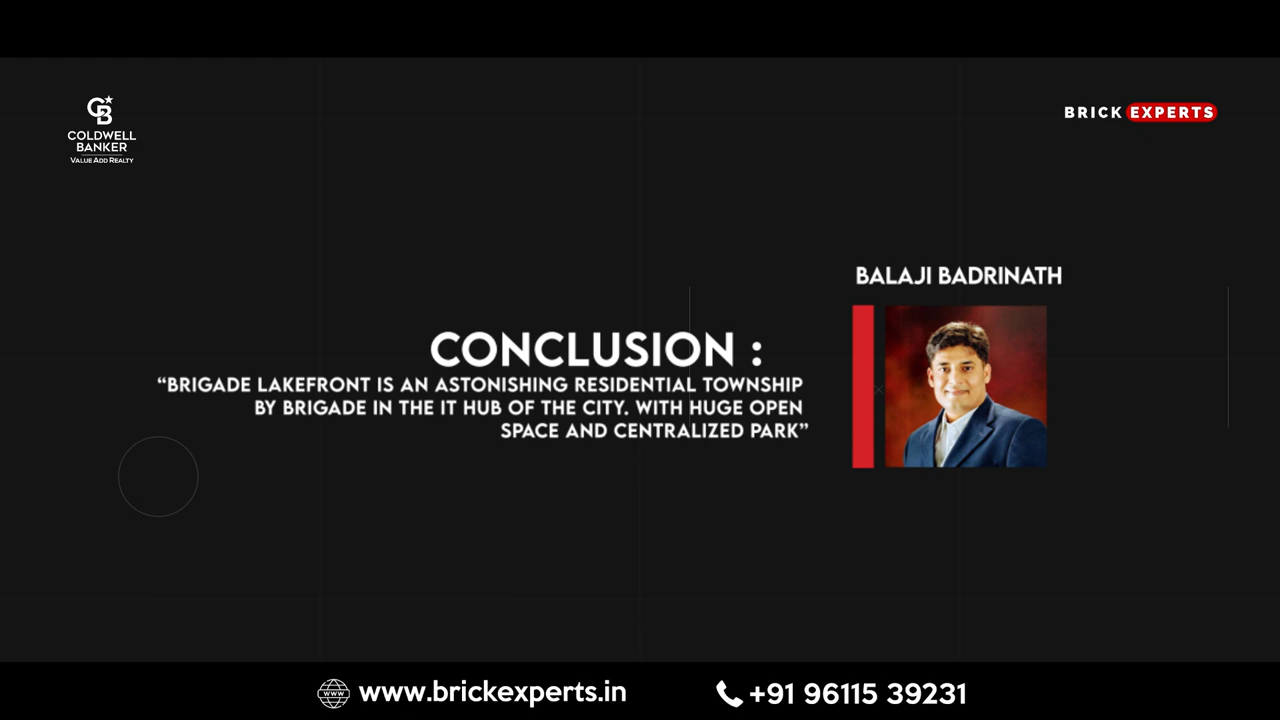 COLDWELL
BANKER
VALUE ADD REALTY
BRICK EXPERTS
BALAJI BADRINATH
CONCLUSION :
“BRIGADE LAKEFRONT IS AN ASTONISHING RESIDENTIAL TOWNSHIP
BY BRIGADE IN THE IT HUB OF THE CITY. WITH HUGE OPEN
SPACE AND CENTRALIZED PARK”
www.brickexperts.in
+91 96115 39231